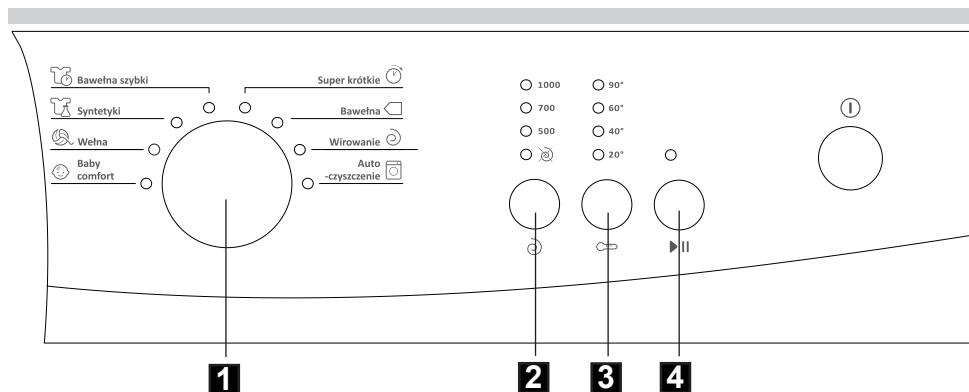 Bawełna szybki
Syntetyki
Wełna
Baby
comfort
Super krótkie
Bawełna
Wirowanie
Auto
-czyszczenie
1000
700
500
90°
60°
40°
20°
1
2
3
4